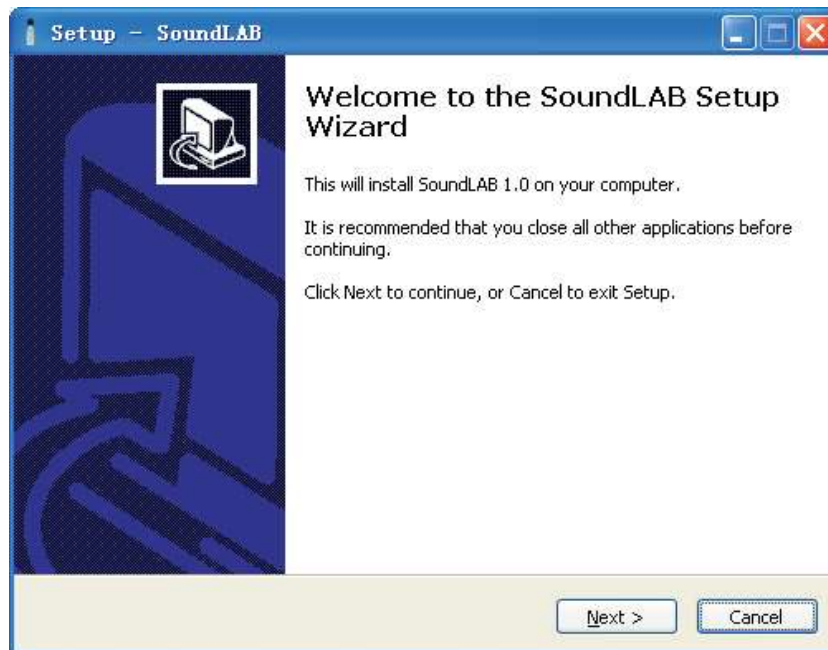 Setup - SoundLAB
Welcome to the SoundLAB Setup
Wizard
This will install SoundLAB 1.0 on your computer.
It is recommended that you close all other applications before
continuing.
Click Next to continue, or Cancel to exit Setup.
Next >
Cancel